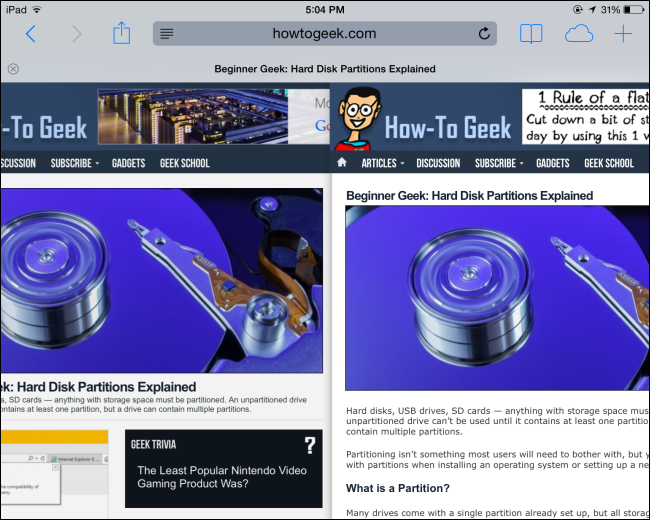 iPad
5:04 PM
31%
howtogeek.com
Beginner Geek: Hard Disk Partitions Explained
-To Geek
SCUSSION SUBSCRIBE GADGETS GEEK SCHOOL
k: Hard Disk Partitions Explained
s, SD cards — anything with storage space must be partitioned. An unpartitioned drive
ontains at least one partition, but a drive can contain multiple partitions.
Internet Explorer
the compatibility of
GEEK TRIVIA
?
The Least Popular Nintendo Video
Gaming Product Was?
How-To Geek
1 Rule of a flat
Cut down a bit of st
day by using this 1 w
ARTICLES DISCUSSION SUBSCRIBE GADGETS GEEK SCHOOL
Beginner Geek: Hard Disk Partitions Explained
Hard disks, USB drives, SD cards — anything with storage space mus
unpartitioned drive can't be used until it contains at least one partitio
contain multiple partitions.
Partitioning isn't something most users will need to bother with, but y
with partitions when installing an operating system or setting up a ne
What is a Partition?
Many drives come with a single partition already set up, but all storag